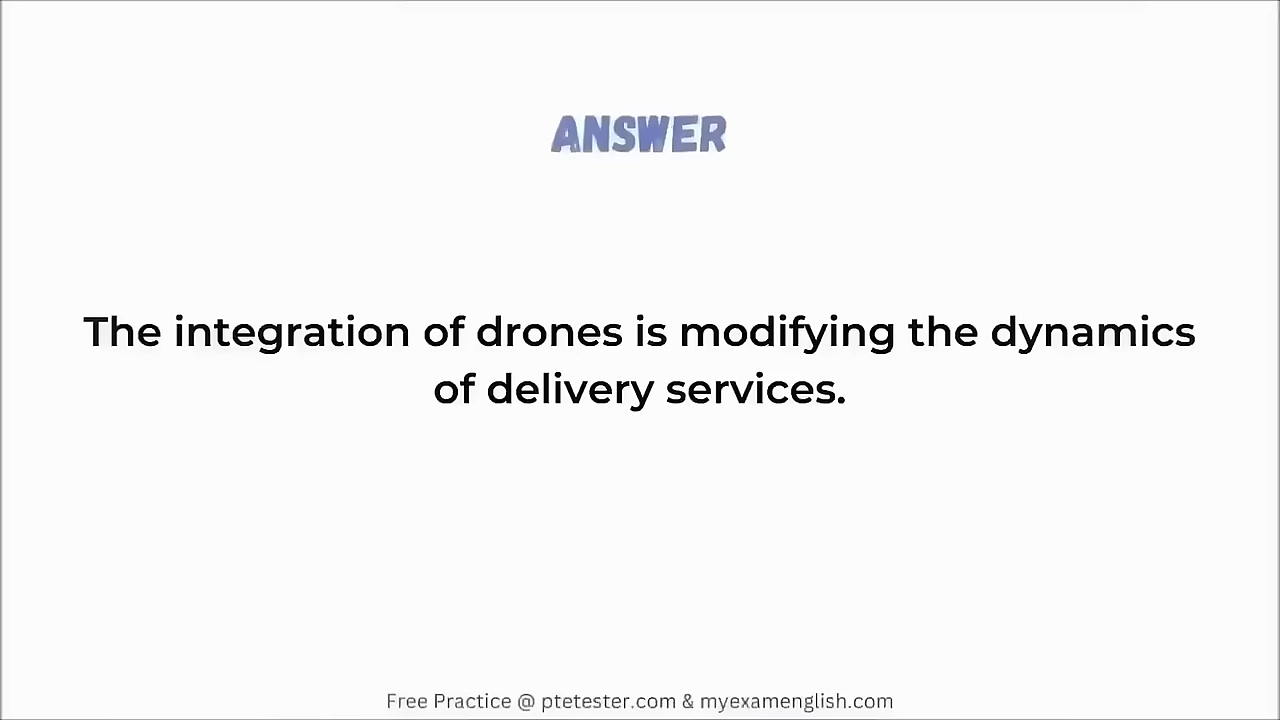 ANSWER
The integration of drones is modifying the dynamics
of delivery services.
Free Practice @ ptetester.com & myexamenglish.com